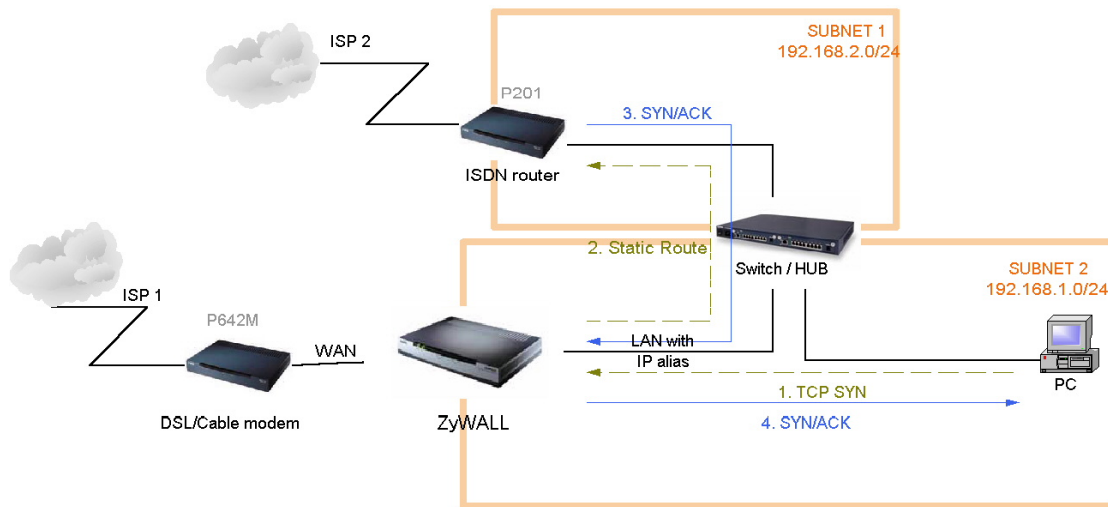 SUBNET 1
192.168.2.0/24
ISP 2
P201
3. SYN/ACK
ISDN router
2. Static Route
Switch / HUB
SUBNET 2
192.168.1.0/24
ISP 1
P642M
WAN
LAN with
IP alias
PC
1. TCP SYN
DSL/Cable modem
ZyWALL
4. SYN/ACK